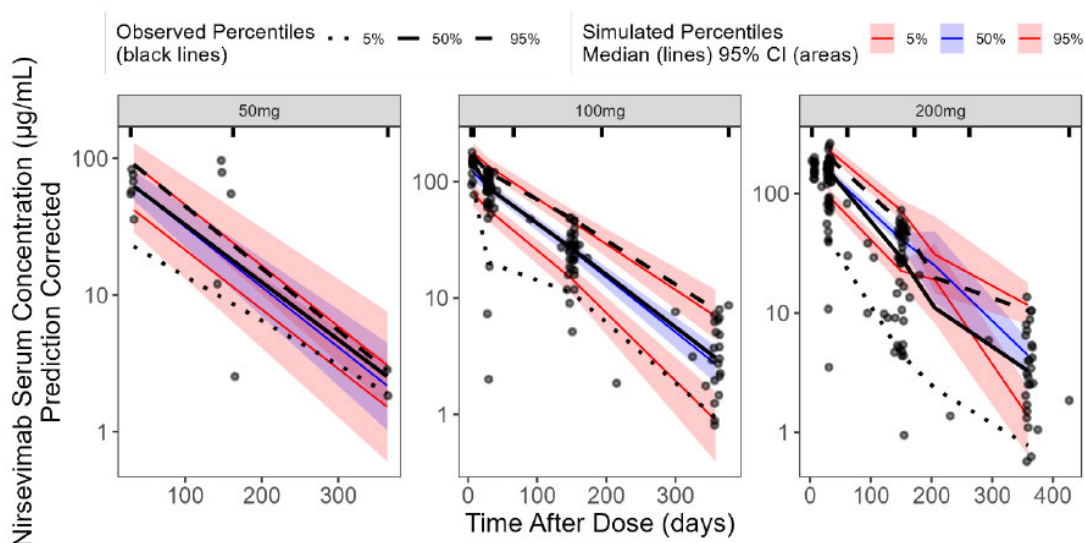 Observed Percentiles
(black lines)
5% 50% 95%
Simulated Percentiles
Median (lines) 95% CI (areas)
5% 50% 95%
Nirsevimab Serum Concentration (µg/mL)
Prediction Corrected
50mg
100mg
200mg
100
10
1
100
10
1
100
10
1
100 200 300
0 100 200 300
0 100 200 300 400
Time After Dose (days)